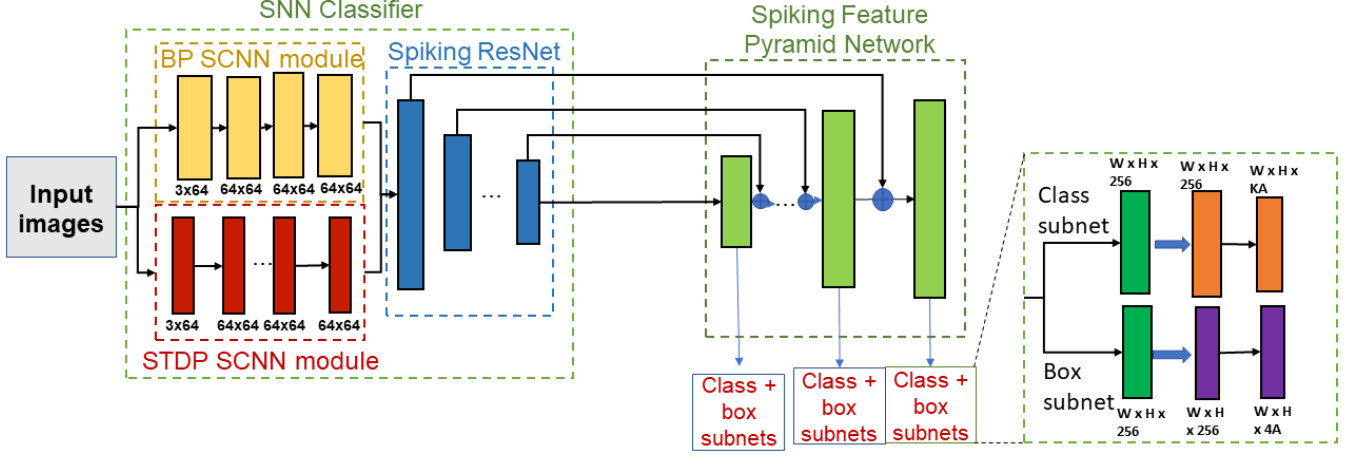 SNN Classifier
BP SCNN module
3x64 64x64 64x64 64x64
Input
images
3x64 64x64 64x64 64x64
STDP SCNN module
Spiking ResNet
...
Spiking Feature
Pyramid Network
Class +
box
subnets
Class +
box
subnets
Class +
box
subnets
Class
subnet
W x H x
256
W x H x
256
W x H x
KA
Box
subnet
W x H x
256
W x H
x 256
W x H
x 4A